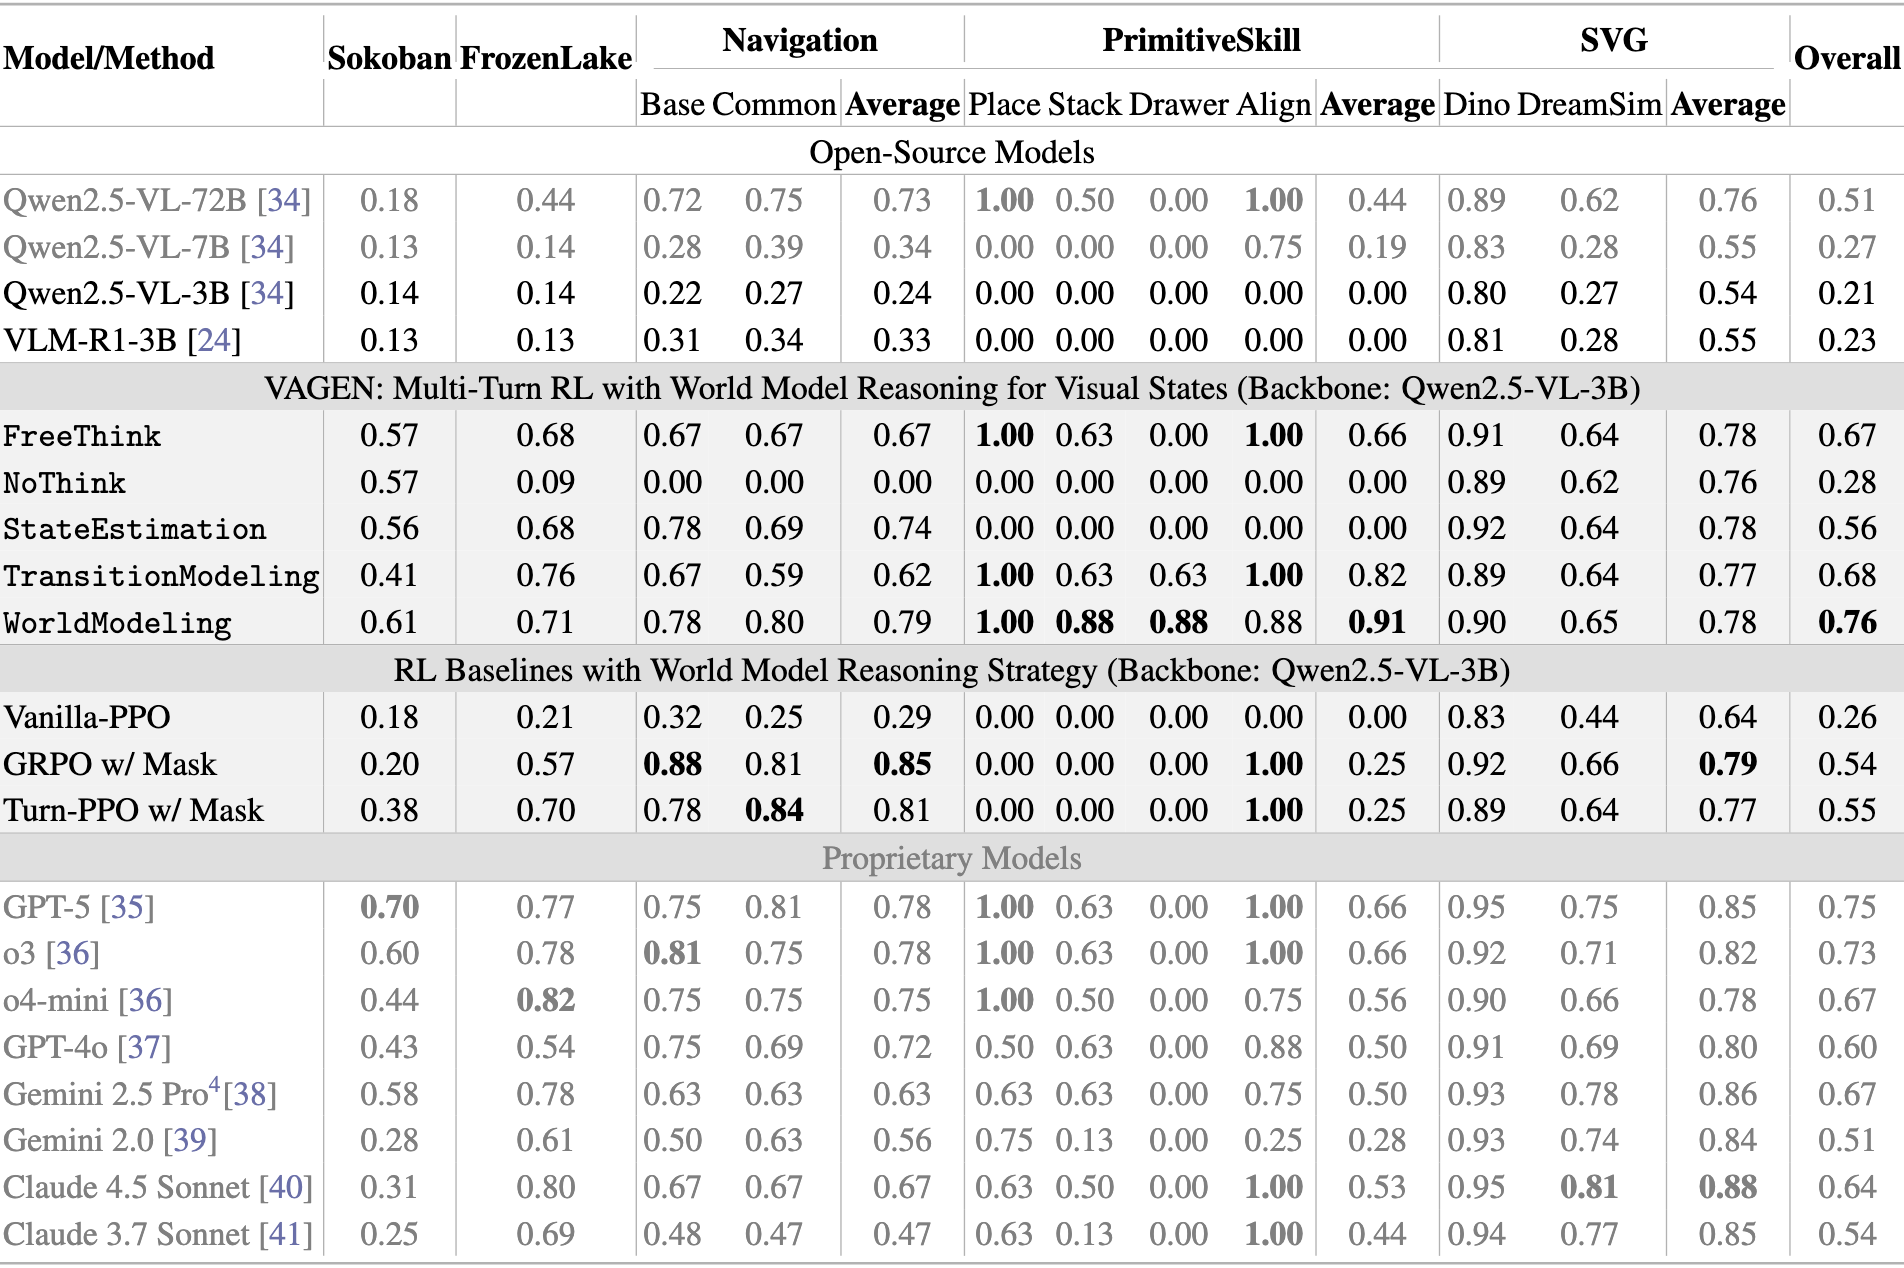 Model/Method Sokoban FrozenLake Navigation PrimitiveSkill SVG Overall
Base Common Average Place Stack Drawer Align Average Dino DreamSim Average
Open-Source Models
Qwen2.5-VL-72B [34] 0.18 0.44 0.72 0.75 0.73 1.00 0.50 0.00 1.00 0.44 0.89 0.62 0.76 0.51
Qwen2.5-VL-7B [34] 0.13 0.14 0.28 0.39 0.34 0.00 0.00 0.00 0.75 0.19 0.83 0.28 0.55 0.27
Qwen2.5-VL-3B [34] 0.14 0.14 0.22 0.27 0.24 0.00 0.00 0.00 0.00 0.00 0.80 0.27 0.54 0.21
VLM-R1-3B [24] 0.13 0.13 0.31 0.34 0.33 0.00 0.00 0.00 0.00 0.00 0.81 0.28 0.55 0.23
VAGEN: Multi-Turn RL with World Model Reasoning for Visual States (Backbone: Qwen2.5-VL-3B)
FreeThink 0.57 0.68 0.67 0.67 0.67 1.00 0.63 0.00 1.00 0.66 0.91 0.64 0.78 0.67
NoThink 0.57 0.09 0.00 0.00 0.00 0.00 0.00 0.00 0.00 0.00 0.89 0.62 0.76 0.28
StateEstimation 0.56 0.68 0.78 0.69 0.74 0.00 0.00 0.00 0.00 0.00 0.92 0.64 0.78 0.56
TransitionModeling 0.41 0.76 0.67 0.59 0.62 1.00 0.63 0.63 1.00 0.82 0.89 0.64 0.77 0.68
WorldModeling 0.61 0.71 0.78 0.80 0.79 1.00 0.88 0.88 0.88 0.91 0.90 0.65 0.78 0.76
RL Baselines with World Model Reasoning Strategy (Backbone: Qwen2.5-VL-3B)
Vanilla-PPO 0.18 0.21 0.32 0.25 0.29 0.00 0.00 0.00 0.00 0.00 0.83 0.44 0.64 0.26
GRPO w/ Mask 0.20 0.57 0.88 0.81 0.85 0.00 0.00 0.00 1.00 0.25 0.92 0.66 0.79 0.54
Turn-PPO w/ Mask 0.38 0.70 0.78 0.84 0.81 0.00 0.00 0.00 1.00 0.25 0.89 0.64 0.77 0.55
Proprietary Models
GPT-5 [35] 0.70 0.77 0.75 0.81 0.78 1.00 0.63 0.00 1.00 0.66 0.95 0.75 0.85 0.75
o3 [36] 0.60 0.78 0.81 0.75 0.78 1.00 0.63 0.00 1.00 0.66 0.92 0.71 0.82 0.73
o4-mini [36] 0.44 0.82 0.75 0.75 0.75 1.00 0.50 0.00 0.75 0.56 0.90 0.66 0.78 0.67
GPT-4o [37] 0.43 0.54 0.75 0.69 0.72 0.50 0.63 0.00 0.88 0.50 0.91 0.69 0.80 0.60
Gemini 2.5 Pro⁴[38] 0.58 0.78 0.63 0.63 0.63 0.63 0.63 0.00 0.75 0.50 0.93 0.78 0.86 0.67
Gemini 2.0 [39] 0.28 0.61 0.50 0.63 0.56 0.75 0.13 0.00 0.25 0.28 0.93 0.74 0.84 0.51
Claude 4.5 Sonnet [40] 0.31 0.80 0.67 0.67 0.67 0.63 0.50 0.00 1.00 0.53 0.95 0.81 0.88 0.64
Claude 3.7 Sonnet [41] 0.25 0.69 0.48 0.47 0.47 0.63 0.13 0.00 1.00 0.44 0.94 0.77 0.85 0.54